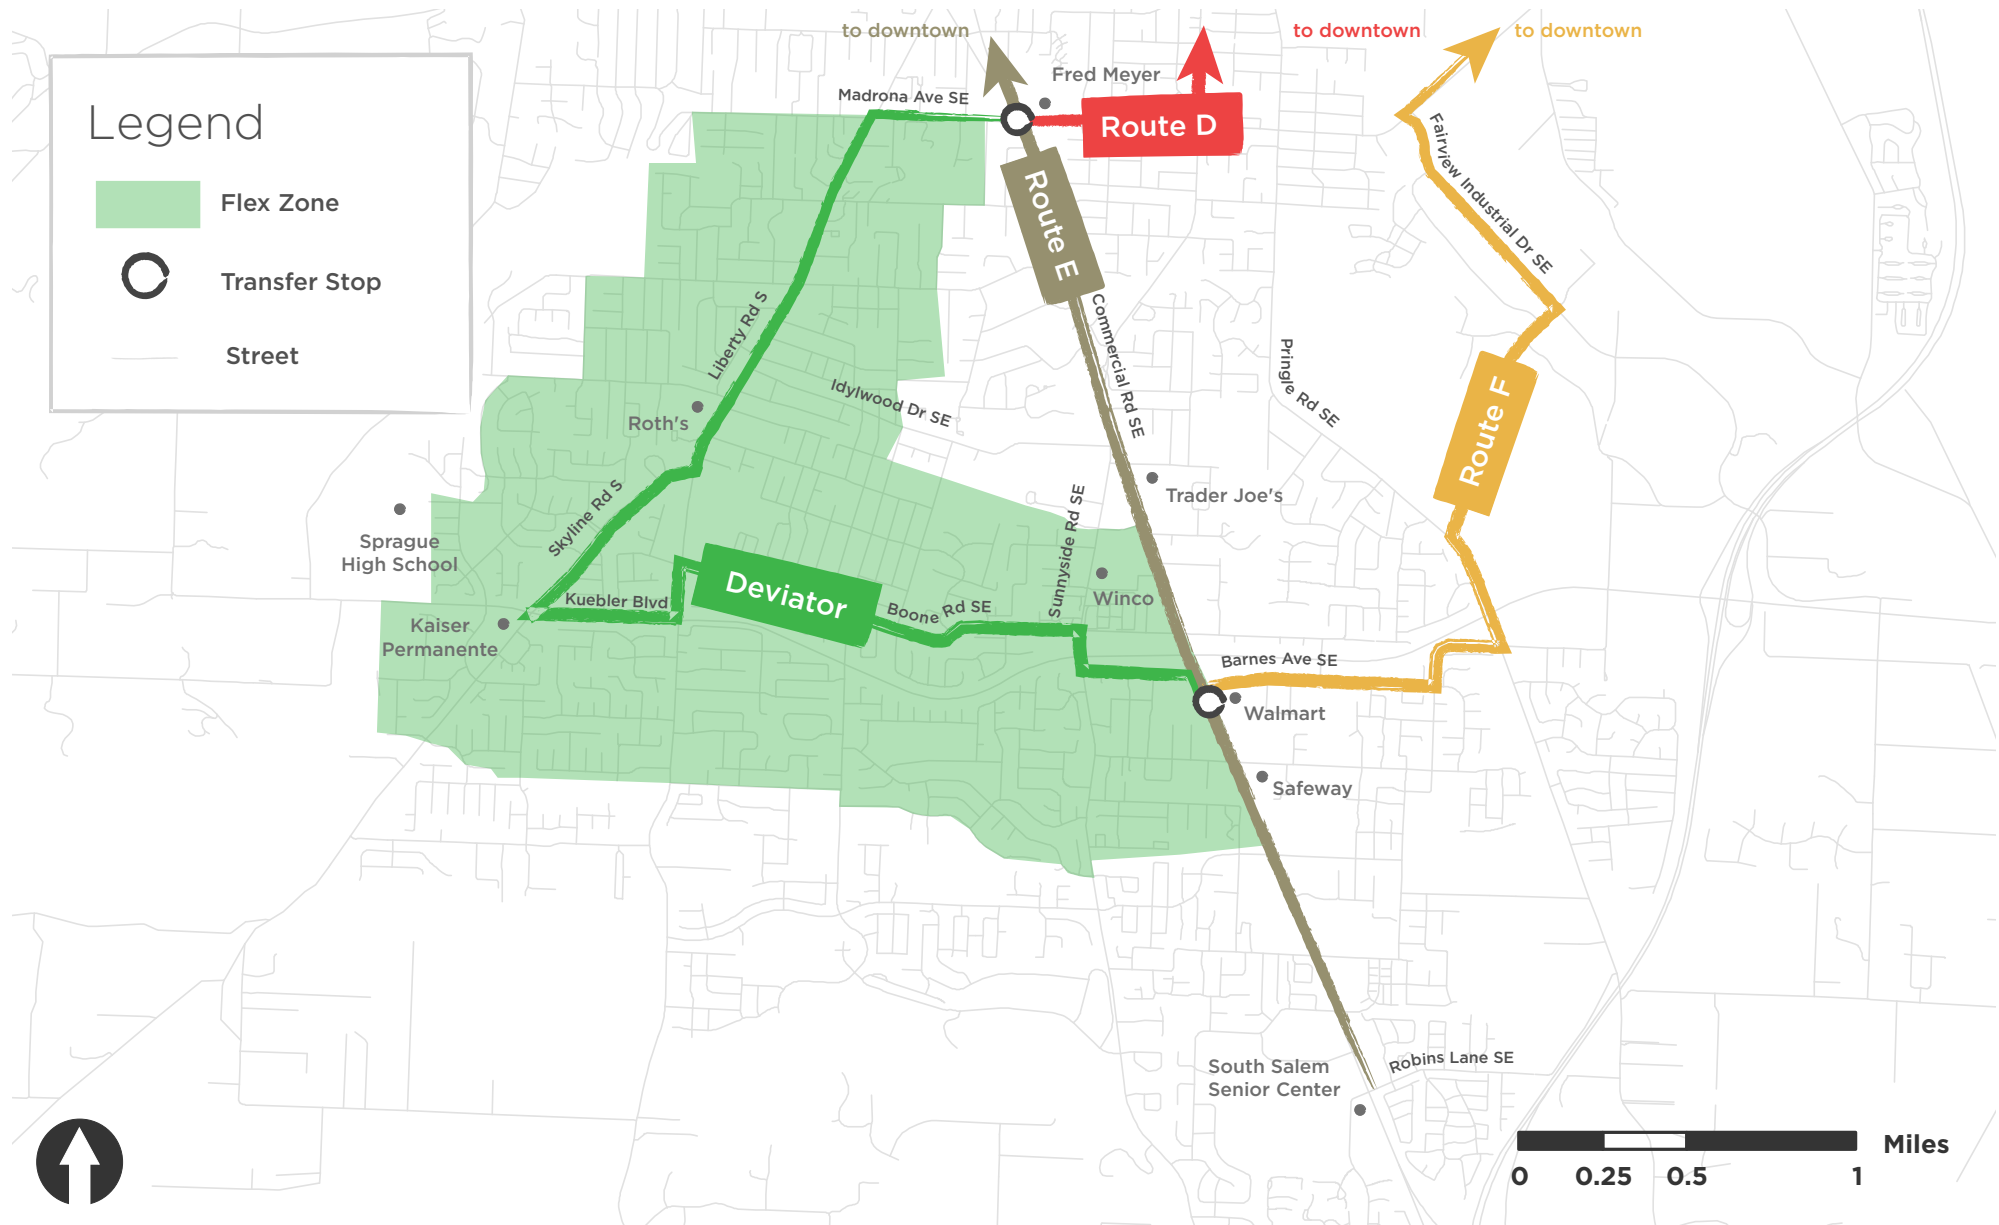 to downtown
to downtown
to downtown
Fred Meyer
Madrona Ave SE
Legend
Route D
Fairview Industrial Dr SE
Flex Zone
Route E
Transfer Stop
Liberty Rd S
Commercial Rd SE
Street
Pringle Rd SE
Idylwood Dr SE
Route F
Roth's
Trader Joe's
Skyline Rd S
Sunnyside Rd SE
Sprague
High School
Deviator
Winco
Kuebler Blvd
Boone Rd SE
Kaiser
Permanente
Barnes Ave SE
Walmart
Safeway
Robins Lane SE
South Salem
Senior Center
Miles
0 0.25 0.5 1